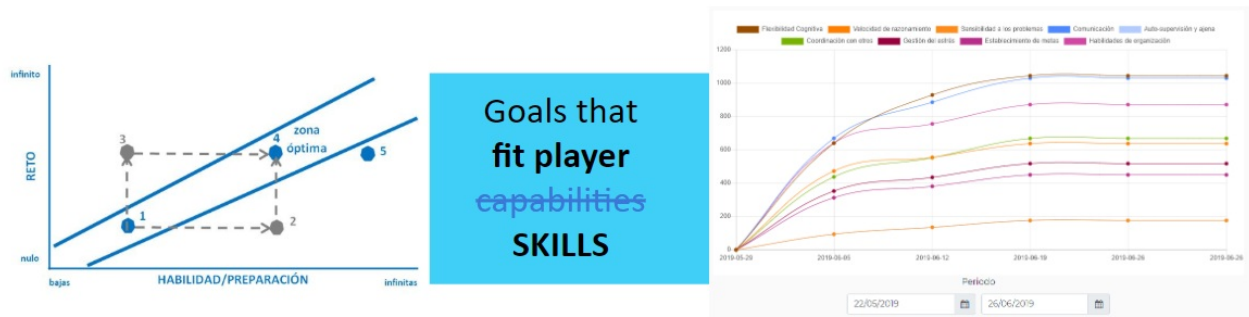 infinito
3
4
zona
óptima
5
RETO
1
2
nulo
bajas
HABILIDAD/PREPARACIÓN
infinitas
Goals that
fit player
capabilities
SKILLS
Flexibilidad Cognitiva Velocidad de razonamiento Sensibilidad a los problemas Comunicación Auto-supervisión y ajena
Coordinación con otros Gestión del estrés Establecimiento de metas Habilidades de organización
1200
1000
800
600
400
200
0
2019-06-05 2019-06-12 2019-06-19 2019-06-26
Periodo
22/05/2019 26/06/2019